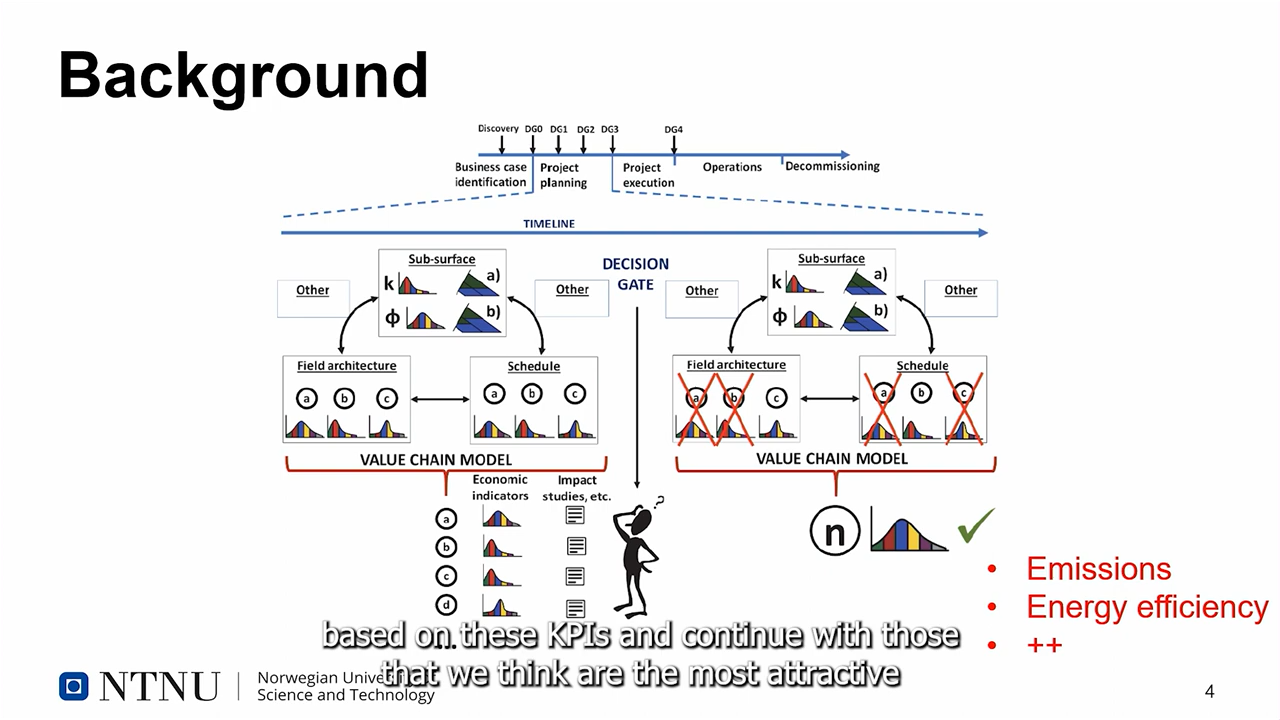 Background
Discovery DG0 DG1 DG2 DG3 DG4
Business case identification
Project planning
Project execution
Operations
Decommissioning
TIMELINE
Other
Sub-surface
k a)
ϕ b)
Other
DECISION GATE
Other
Sub-surface
k a)
ϕ b)
Other
Field architecture
a b c
Schedule
a b c
Field architecture
a b c
Schedule
a b c
VALUE CHAIN MODEL
VALUE CHAIN MODEL
Economic indicators
Impact studies, etc.
a
b
c
d
...
?
n
• Emissions
• Energy efficiency
• ++
based on these KPIs and continue with those
that we think are the most attractive
NTNU
Norwegian Unive
Science and Technology
4